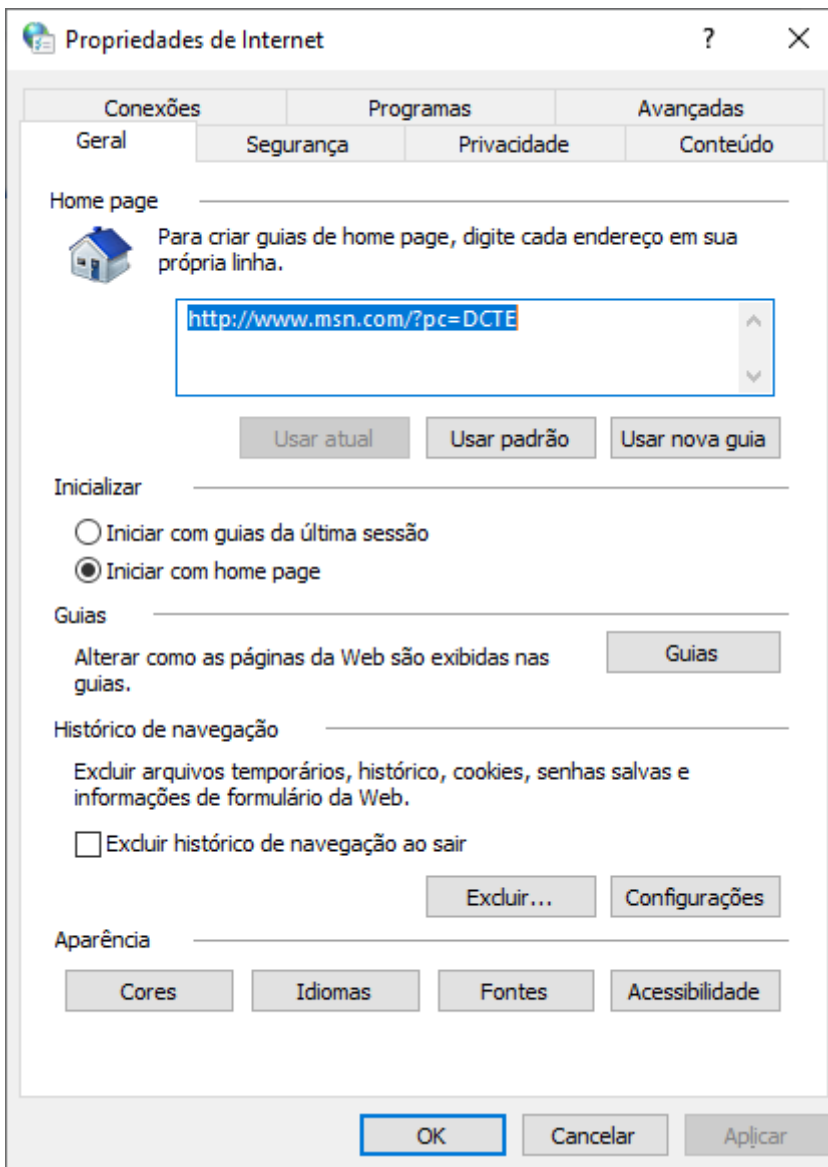 Propriedades de Internet
?
Conexões Programas Avançadas
Geral Segurança Privacidade Conteúdo
Home page
Para criar guias de home page, digite cada endereço em sua
própria linha.
http://www.msn.com/?pc=DCTE
Usar atual Usar padrão Usar nova guia
Inicializar
Iniciar com guias da última sessão
Iniciar com home page
Guias
Alterar como as páginas da Web são exibidas nas
guias.
Guias
Histórico de navegação
Excluir arquivos temporários, histórico, cookies, senhas salvas e
informações de formulário da Web.
Excluir histórico de navegação ao sair
Excluir... Configurações
Aparência
Cores Idiomas Fontes Acessibilidade
OK Cancelar Aplicar